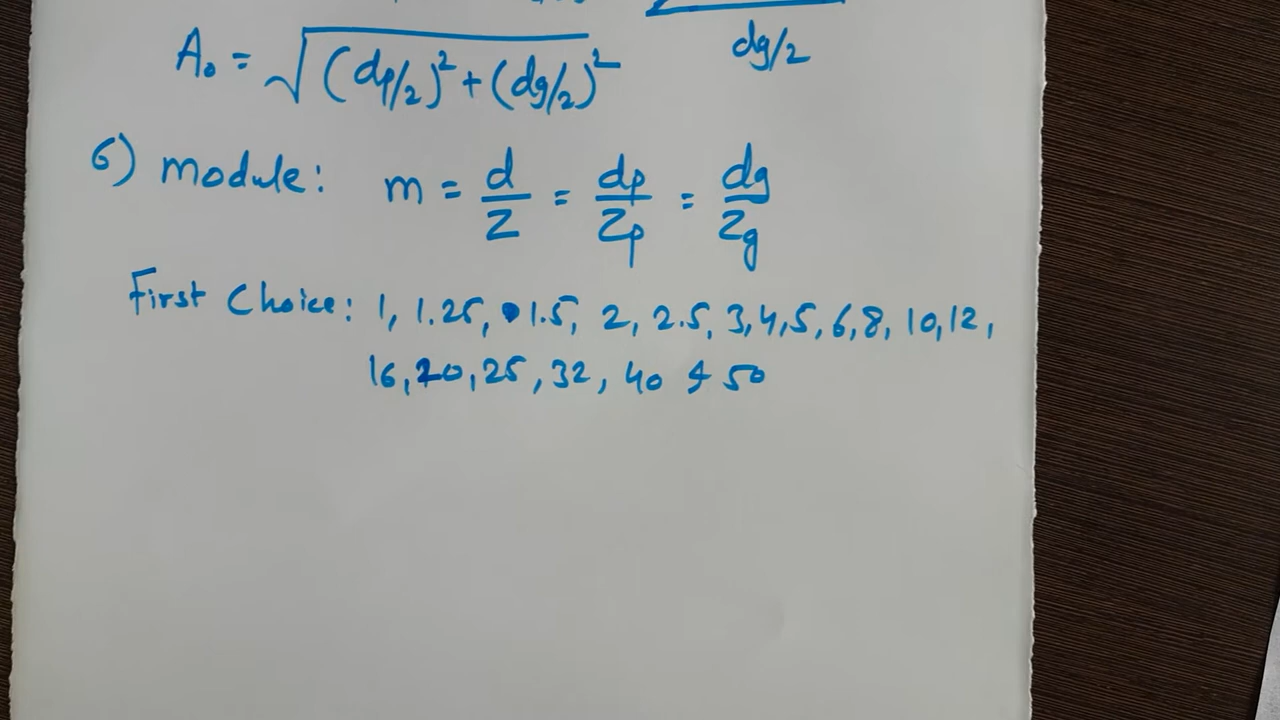 dg/2
A₀ = √(dp/2)² + (dg/2)²
6) module: m = d/z = dp/zp = dg/zg
First Choice: 1, 1.25, 1.5, 2, 2.5, 3, 4, 5, 6, 8, 10, 12,
16, 20, 25, 32, 40 & 50